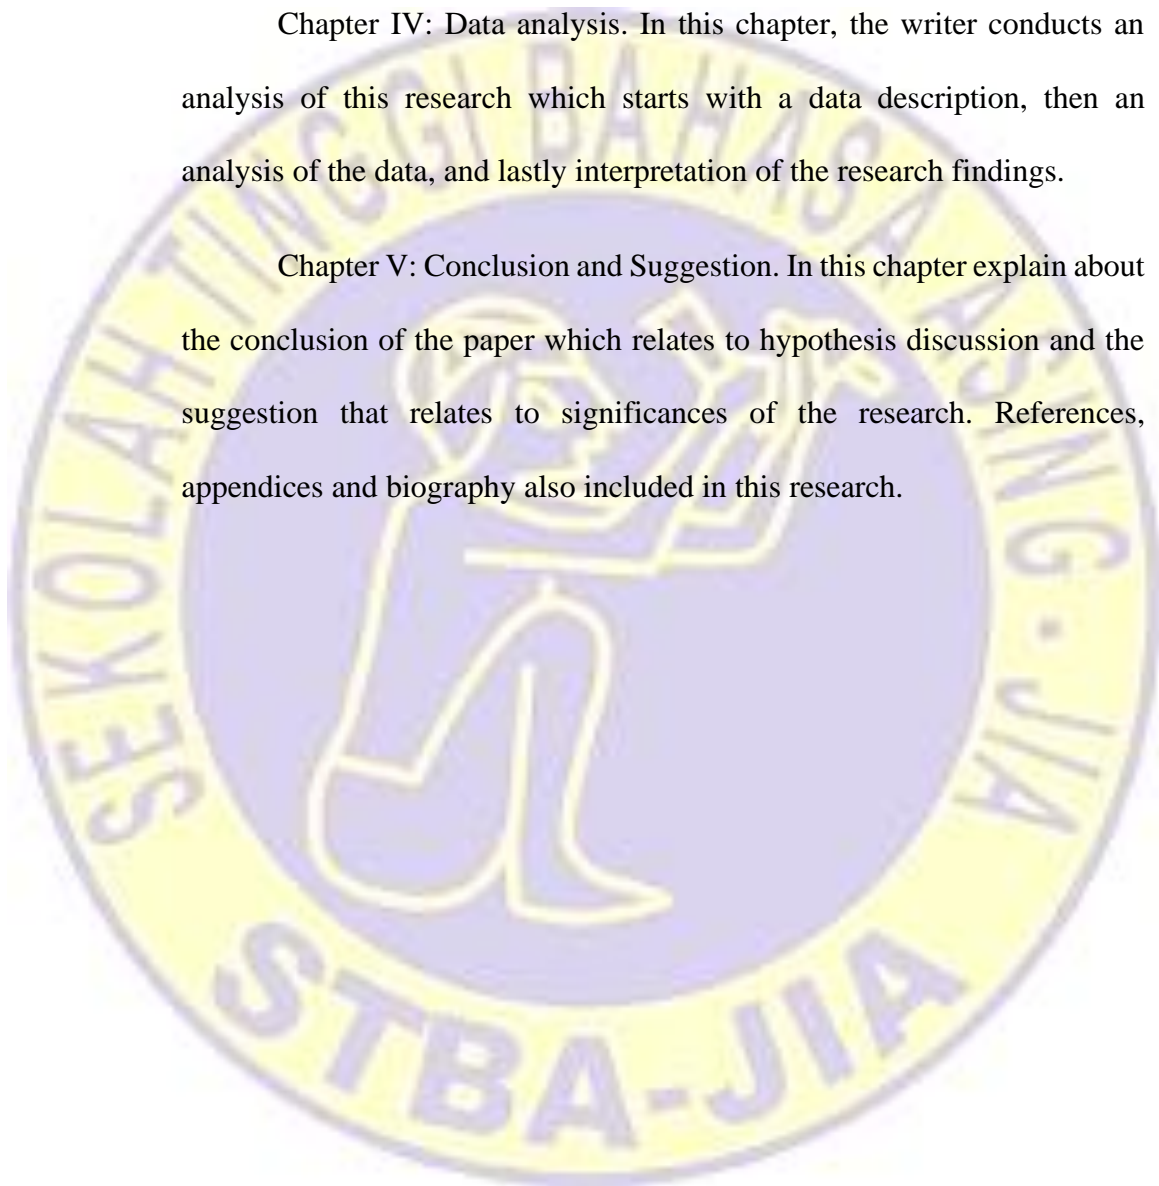 Chapter IV: Data analysis. In this chapter, the writer conducts an
analysis of this research which starts with a data description, then an
analysis of the data, and lastly interpretation of the research findings.
Chapter V: Conclusion and Suggestion. In this chapter explain about
the conclusion of the paper which relates to hypothesis discussion and the
suggestion that relates to significances of the research. References,
appendices and biography also included in this research.
SEKOLAH TINGGI BAHASA ASING · JIA
STBA-JIA